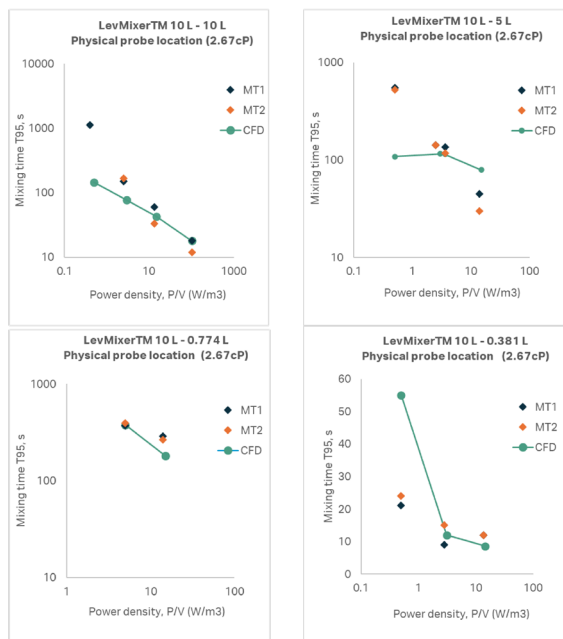 LevMixerTM 10 L - 10 L
Physical probe location (2.67cP)
10000
1000
100
10
0.1
10
1000
Mixing time T95, s
Power density, P/V (W/m3)
MT1
MT2
CFD
LevMixerTM 10 L - 5 L
Physical probe location (2.67cP)
1000
100
10
0.1
1
10
100
Mixing time T95, s
Power density, P/V (W/m3)
MT1
MT2
CFD
LevMixerTM 10 L - 0.774 L
Physical probe location (2.67cP)
1000
100
10
1
10
100
Mixing time T95, s
Power density, P/V (W/m3)
MT1
MT2
CFD
LevMixerTM 10 L - 0.381 L
Physical probe location (2.67cP)
60
50
40
30
20
10
0
0.1
1
10
100
Mixing time T95, s
Power density, P/V (W/m3)
MT1
MT2
CFD